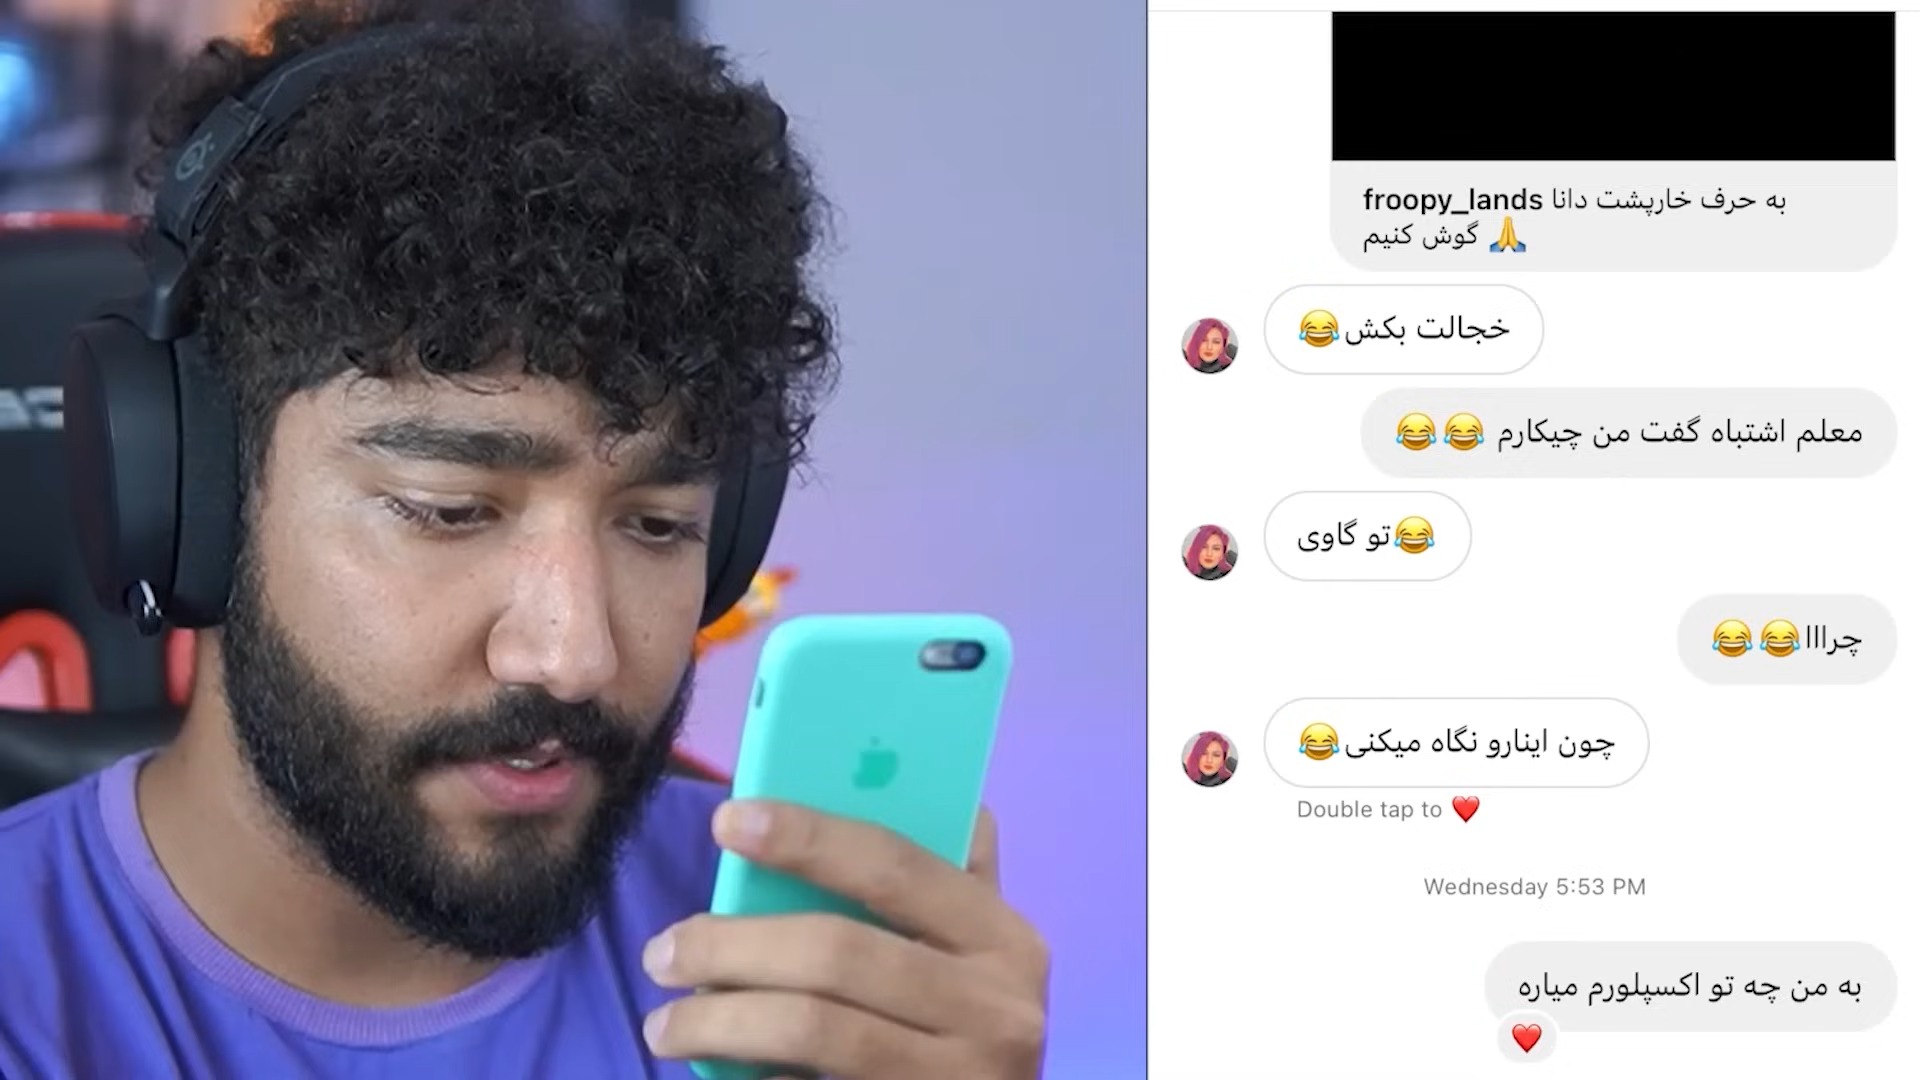 froopy_lands به حرف خارپشت دانا
گوش کنیم 🙏
خجالت بکش😂
معلم اشتباه گفت من چیکارم 😂😂
😂تو گاوی
چرااا😂😂
چون اینارو نگاه میکنی😂
Double tap to ❤️
Wednesday 5:53 PM
به من چه تو اکسپلورم میاره
❤️